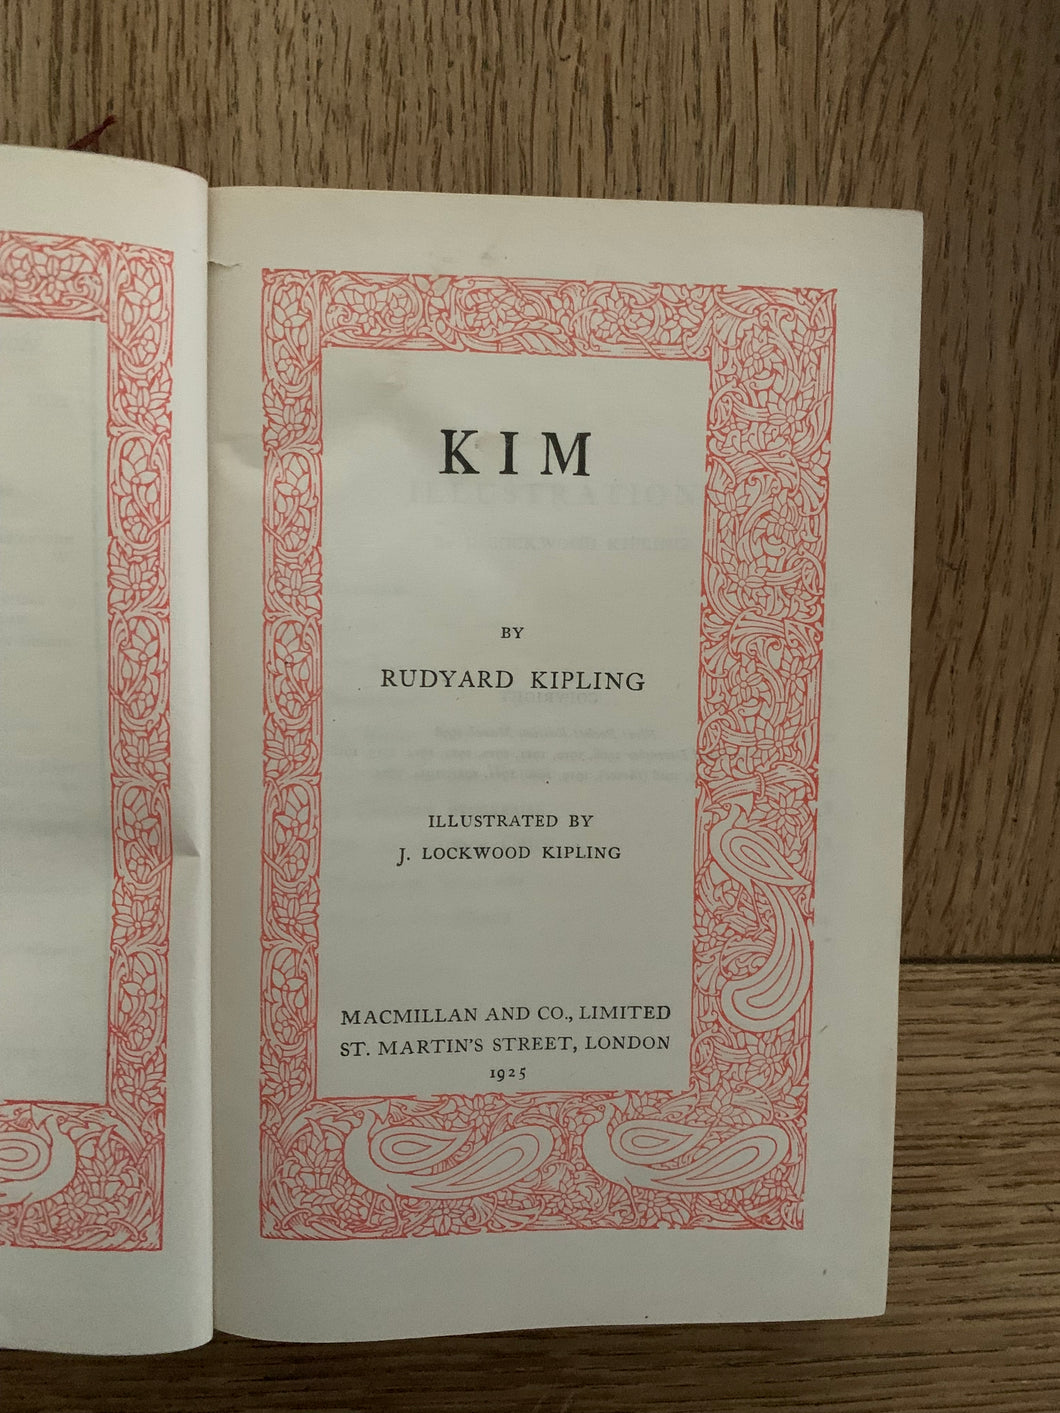 KIM
BY
RUDYARD KIPLING
ILLUSTRATED BY
J. LOCKWOOD KIPLING
MACMILLAN AND CO., LIMITED
ST. MARTIN'S STREET, LONDON
1925